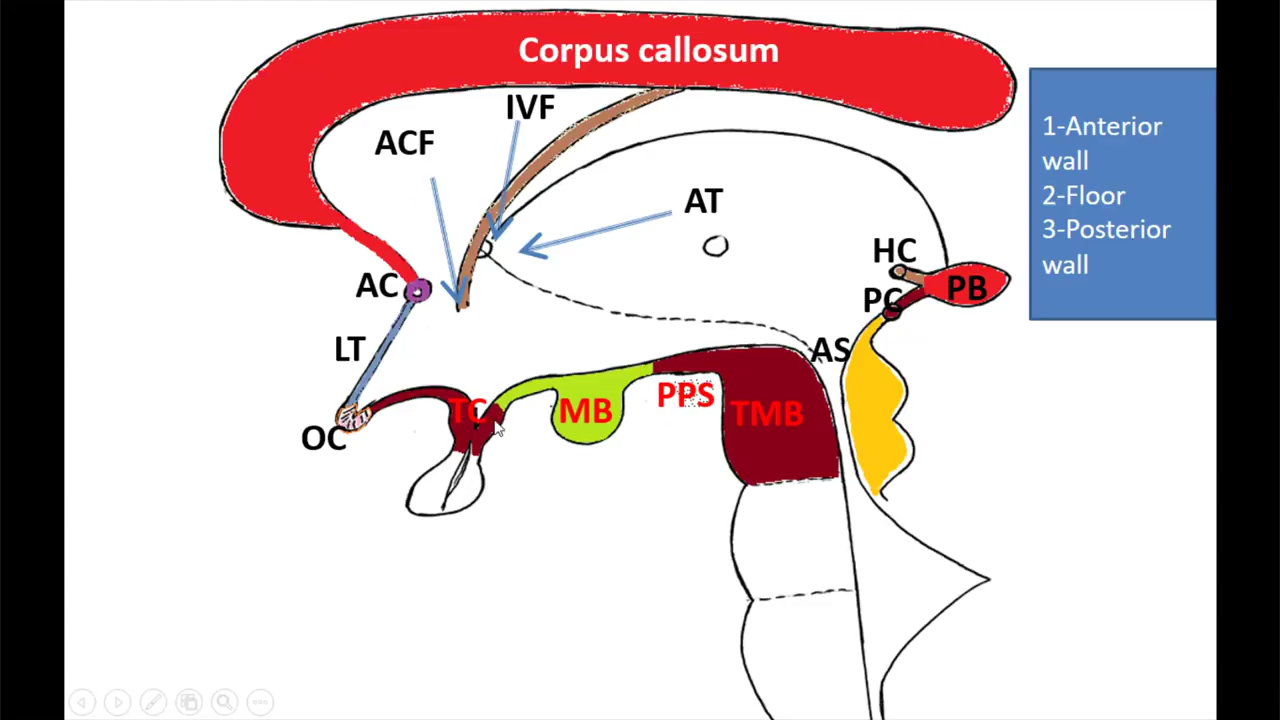 Corpus callosum
IVF
ACF
1-Anterior
wall
2-Floor
3-Posterior
wall
AT
HC
AC
PC
PB
LT
AS
TC
MB
PPS
TMB
OC